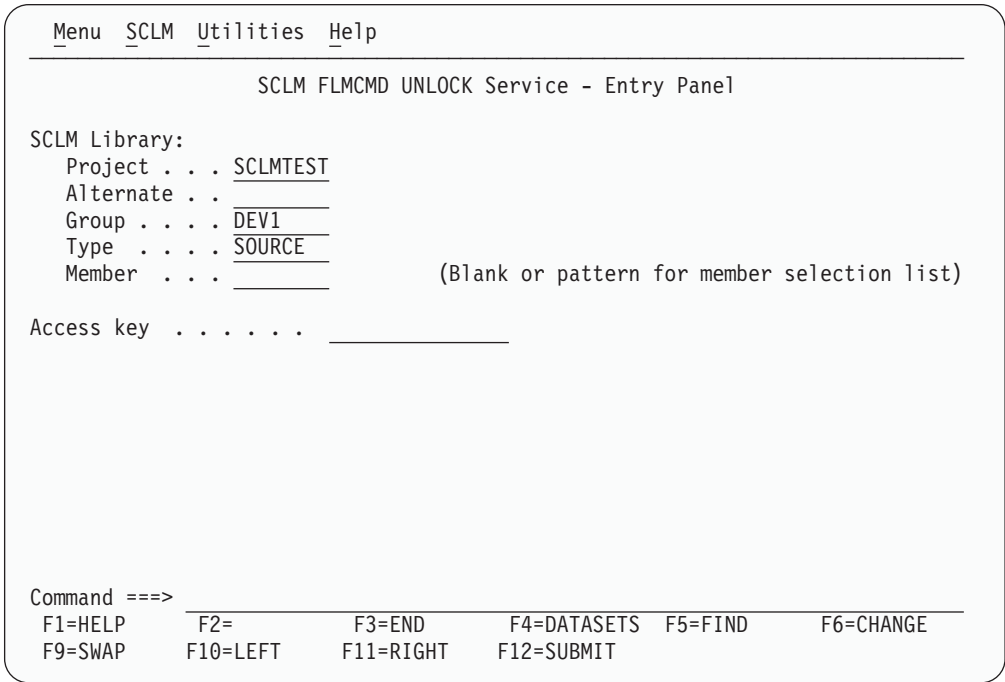 Menu SCLM Utilities Help
SCLM FLMCMD UNLOCK Service - Entry Panel
SCLM Library:
Project . . . SCLMTEST
Alternate . .
Group . . . . DEV1
Type . . . . SOURCE
Member . . . (Blank or pattern for member selection list)
Access key . . . . . .
Command ===>
F1=HELP F2= F3=END F4=DATASETS F5=FIND F6=CHANGE
F9=SWAP F10=LEFT F11=RIGHT F12=SUBMIT